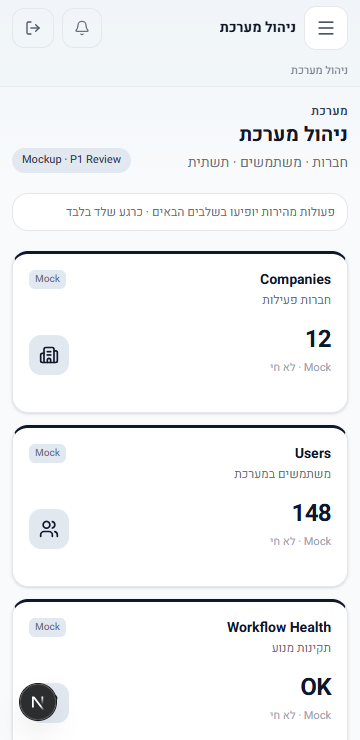 ניהול מערכת
ניהול מערכת
מערכת
ניהול מערכת
חברות · משתמשים · תשתית
Mockup · P1 Review
פעולות מהירות יופיעו בשלבים הבאים · כרגע שלד בלבד
Companies
Mock
חברות פעילות
12
Mock · לא חי
Users
Mock
משתמשים במערכת
148
Mock · לא חי
Workflow Health
Mock
תקינות מנוע
OK
Mock · לא חי
N